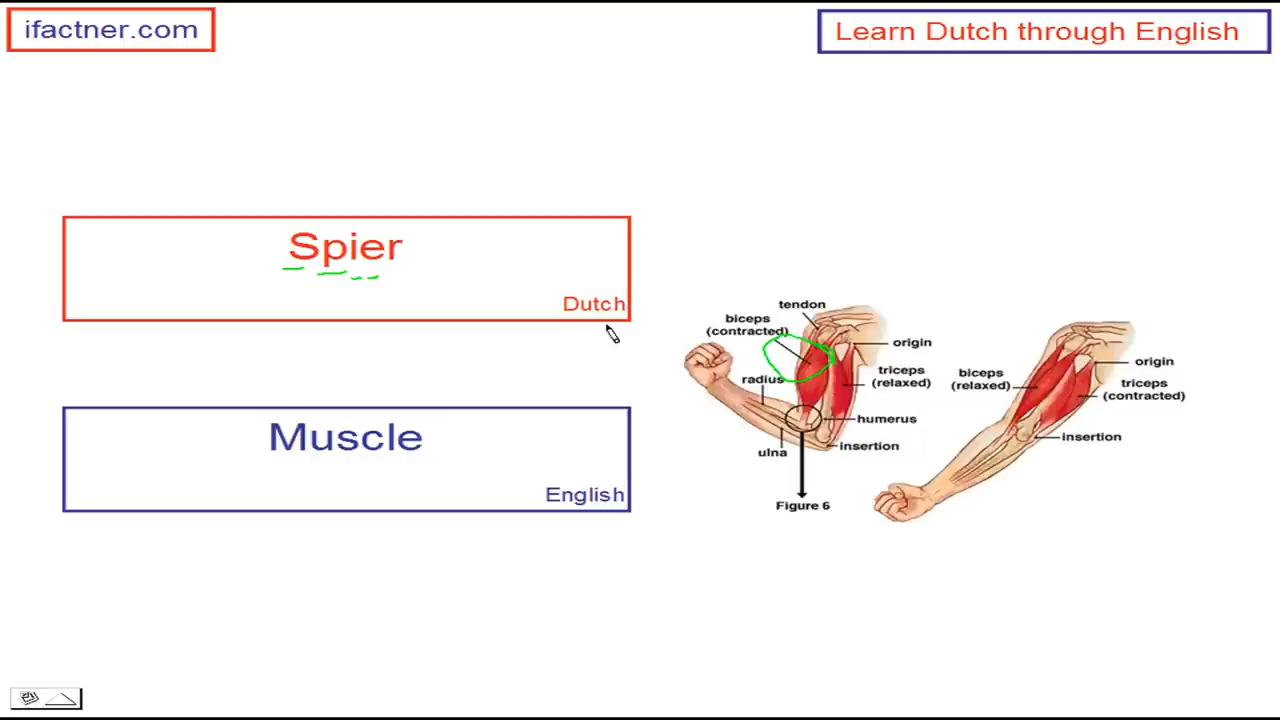 ifactner.com
Learn Dutch through English
Spier
Dutch
Muscle
English
tendon
biceps
(contracted)
origin
radius
triceps
(relaxed)
humerus
ulna
insertion
Figure 6
biceps
(relaxed)
origin
triceps
(contracted)
insertion